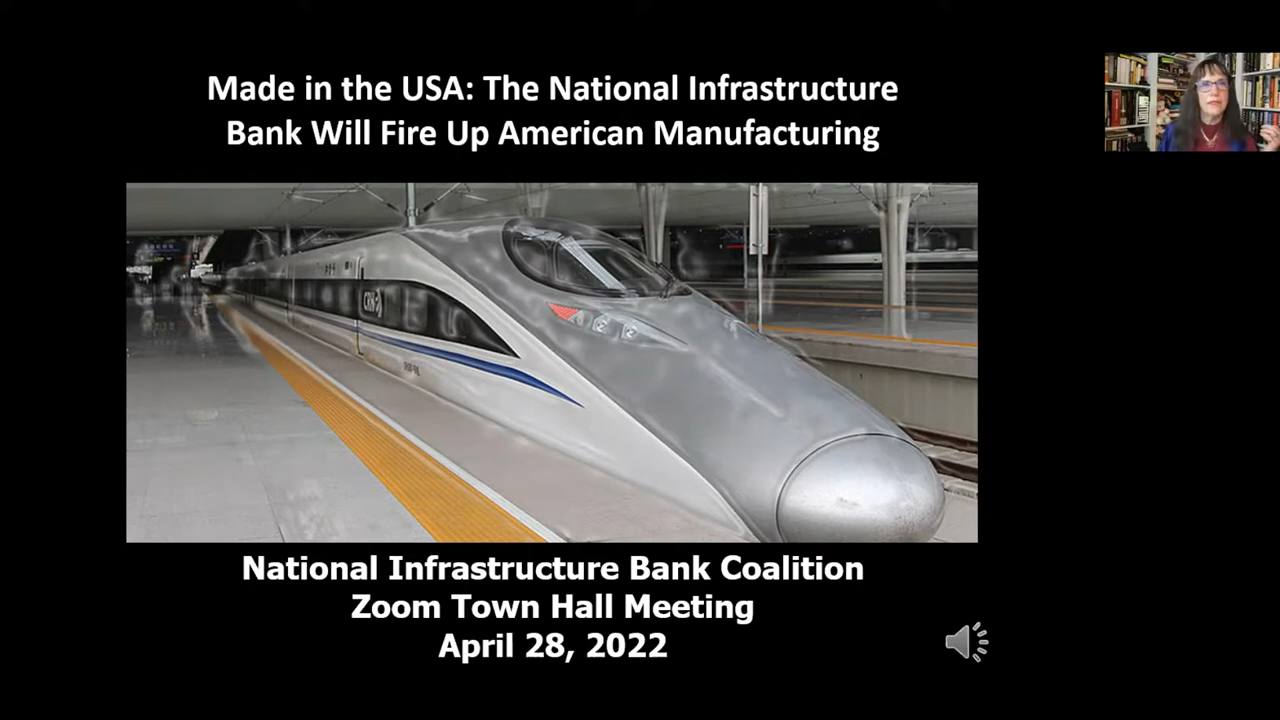 Made in the USA: The National Infrastructure
Bank Will Fire Up American Manufacturing
CRH
National Infrastructure Bank Coalition
Zoom Town Hall Meeting
April 28, 2022